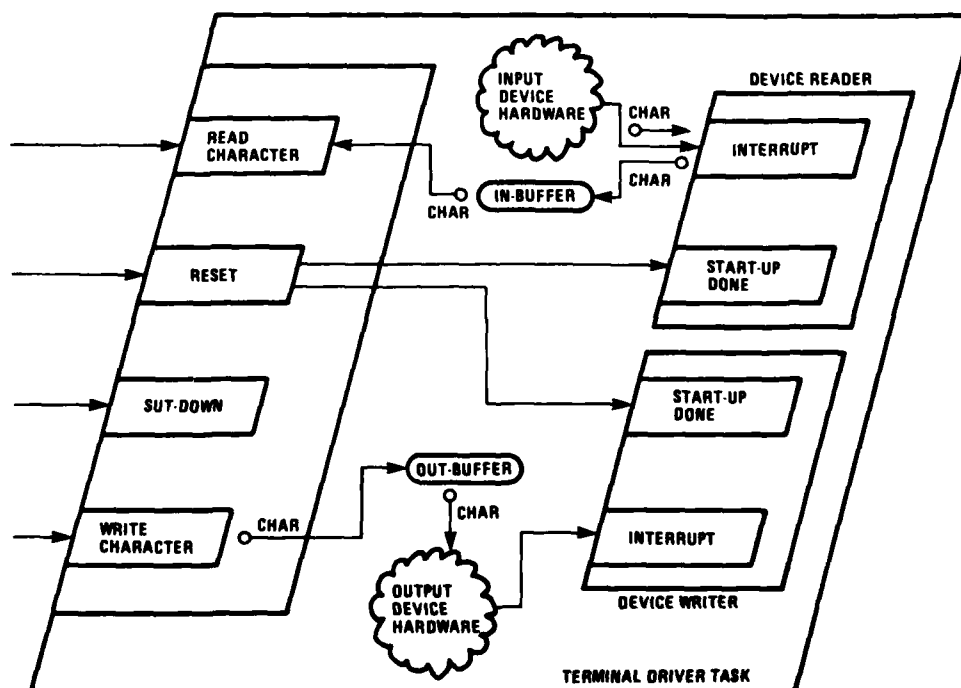 INPUT
DEVICE
HARDWARE
DEVICE READER
READ
CHARACTER
CHAR
INTERRUPT
CHAR
IN-BUFFER
CHAR
RESET
START-UP
DONE
SUT-DOWN
START-UP
DONE
OUT-BUFFER
CHAR
WRITE
CHARACTER
CHAR
INTERRUPT
OUTPUT
DEVICE
HARDWARE
DEVICE WRITER
TERMINAL DRIVER TASK